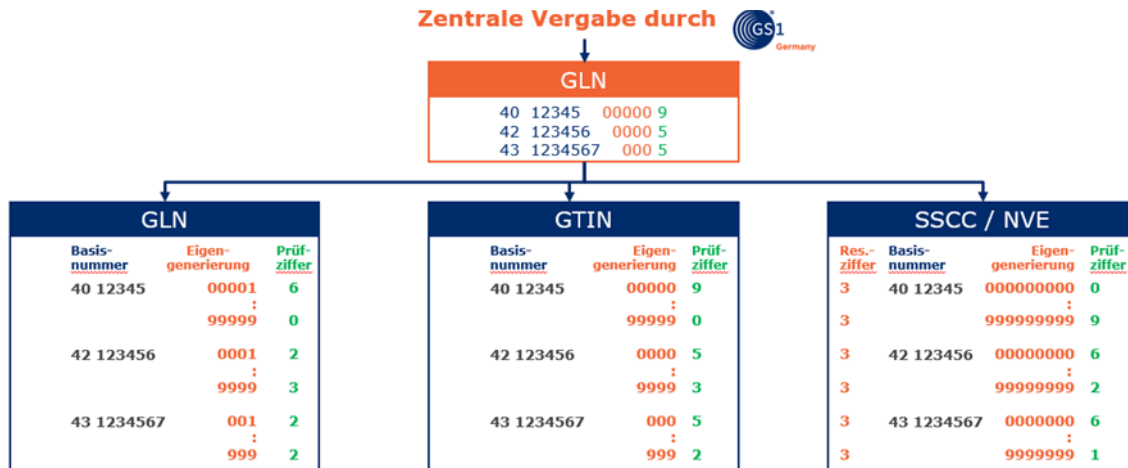 Zentrale Vergabe durch
GS1
Germany
GLN
40 12345 00000 9
42 123456 0000 5
43 1234567 000 5
GLN
Basis-nummer Eigen-generierung Prüf-ziffer
40 12345 00001 6
:
99999 0
42 123456 0001 2
:
9999 3
43 1234567 001 2
:
999 2
GTIN
Basis-nummer Eigen-generierung Prüf-ziffer
40 12345 00000 9
:
99999 0
42 123456 0000 5
:
9999 3
43 1234567 000 5
:
999 2
SSCC / NVE
Res.-ziffer Basis-nummer Eigen-generierung Prüf-ziffer
3 40 12345 000000000 0
:
3 999999999 9
3 42 123456 00000000 6
:
3 99999999 2
3 43 1234567 0000000 6
:
3 9999999 1